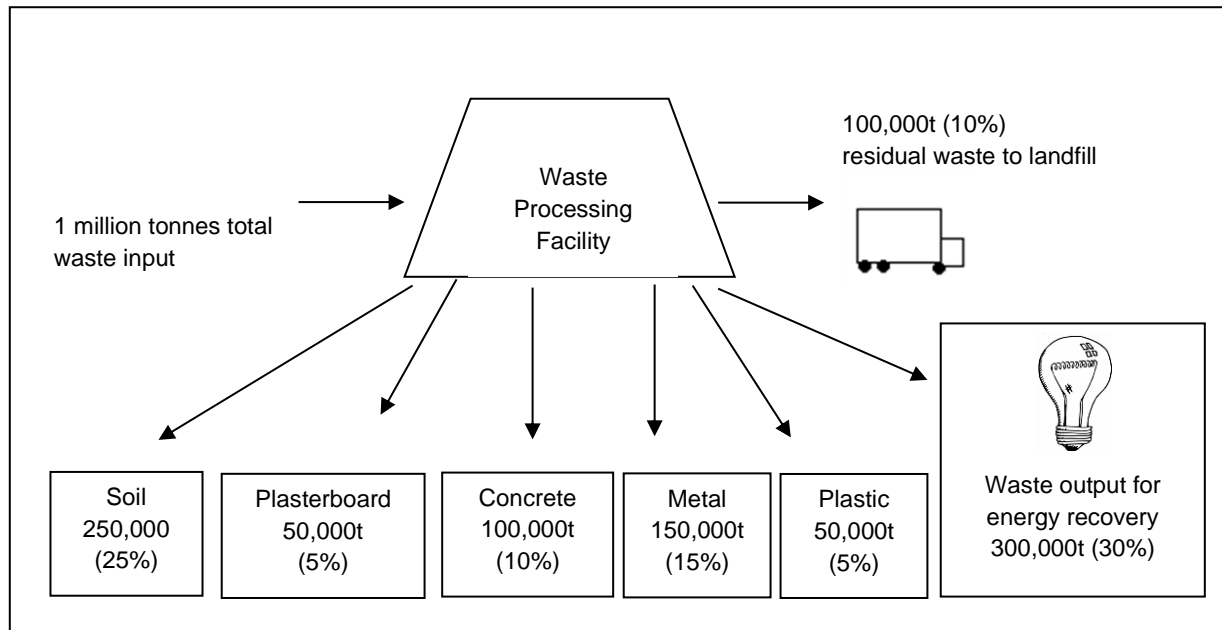 100,000t (10%)
residual waste to landfill
Waste
Processing
Facility
1 million tonnes total
waste input
Soil
250,000
(25%)
Plasterboard
50,000t
(5%)
Concrete
100,000t
(10%)
Metal
150,000t
(15%)
Plastic
50,000t
(5%)
Waste output for
energy recovery
300,000t (30%)